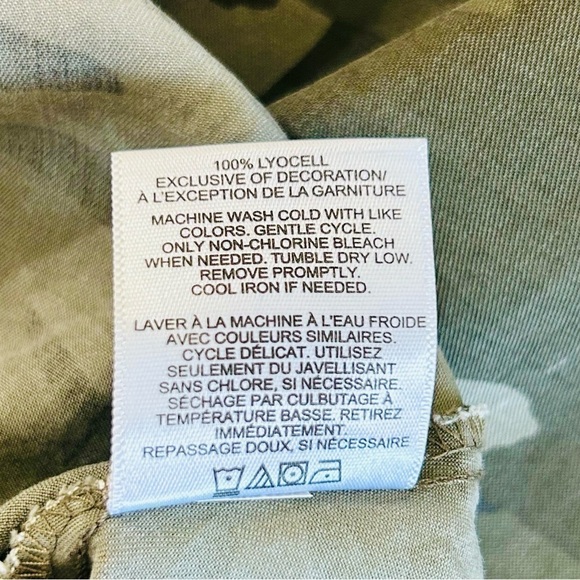 100% LYOCELL
EXCLUSIVE OF DECORATION/
À L'EXCEPTION DE LA GARNITURE
MACHINE WASH COLD WITH LIKE
COLORS. GENTLE CYCLE.
ONLY NON-CHLORINE BLEACH
WHEN NEEDED. TUMBLE DRY LOW.
REMOVE PROMPTLY.
COOL IRON IF NEEDED.
LAVER À LA MACHINE À L'EAU FROIDE
AVEC COULEURS SIMILAIRES.
CYCLE DÉLICAT. UTILISEZ
SEULEMENT DU JAVELLISANT
SANS CHLORE, SI NÉCESSAIRE.
SÉCHAGE PAR CULBUTAGE À
TEMPÉRATURE BASSE. RETIREZ
IMMÉDIATEMENT.
REPASSAGE DOUX, SI NÉCESSAIRE